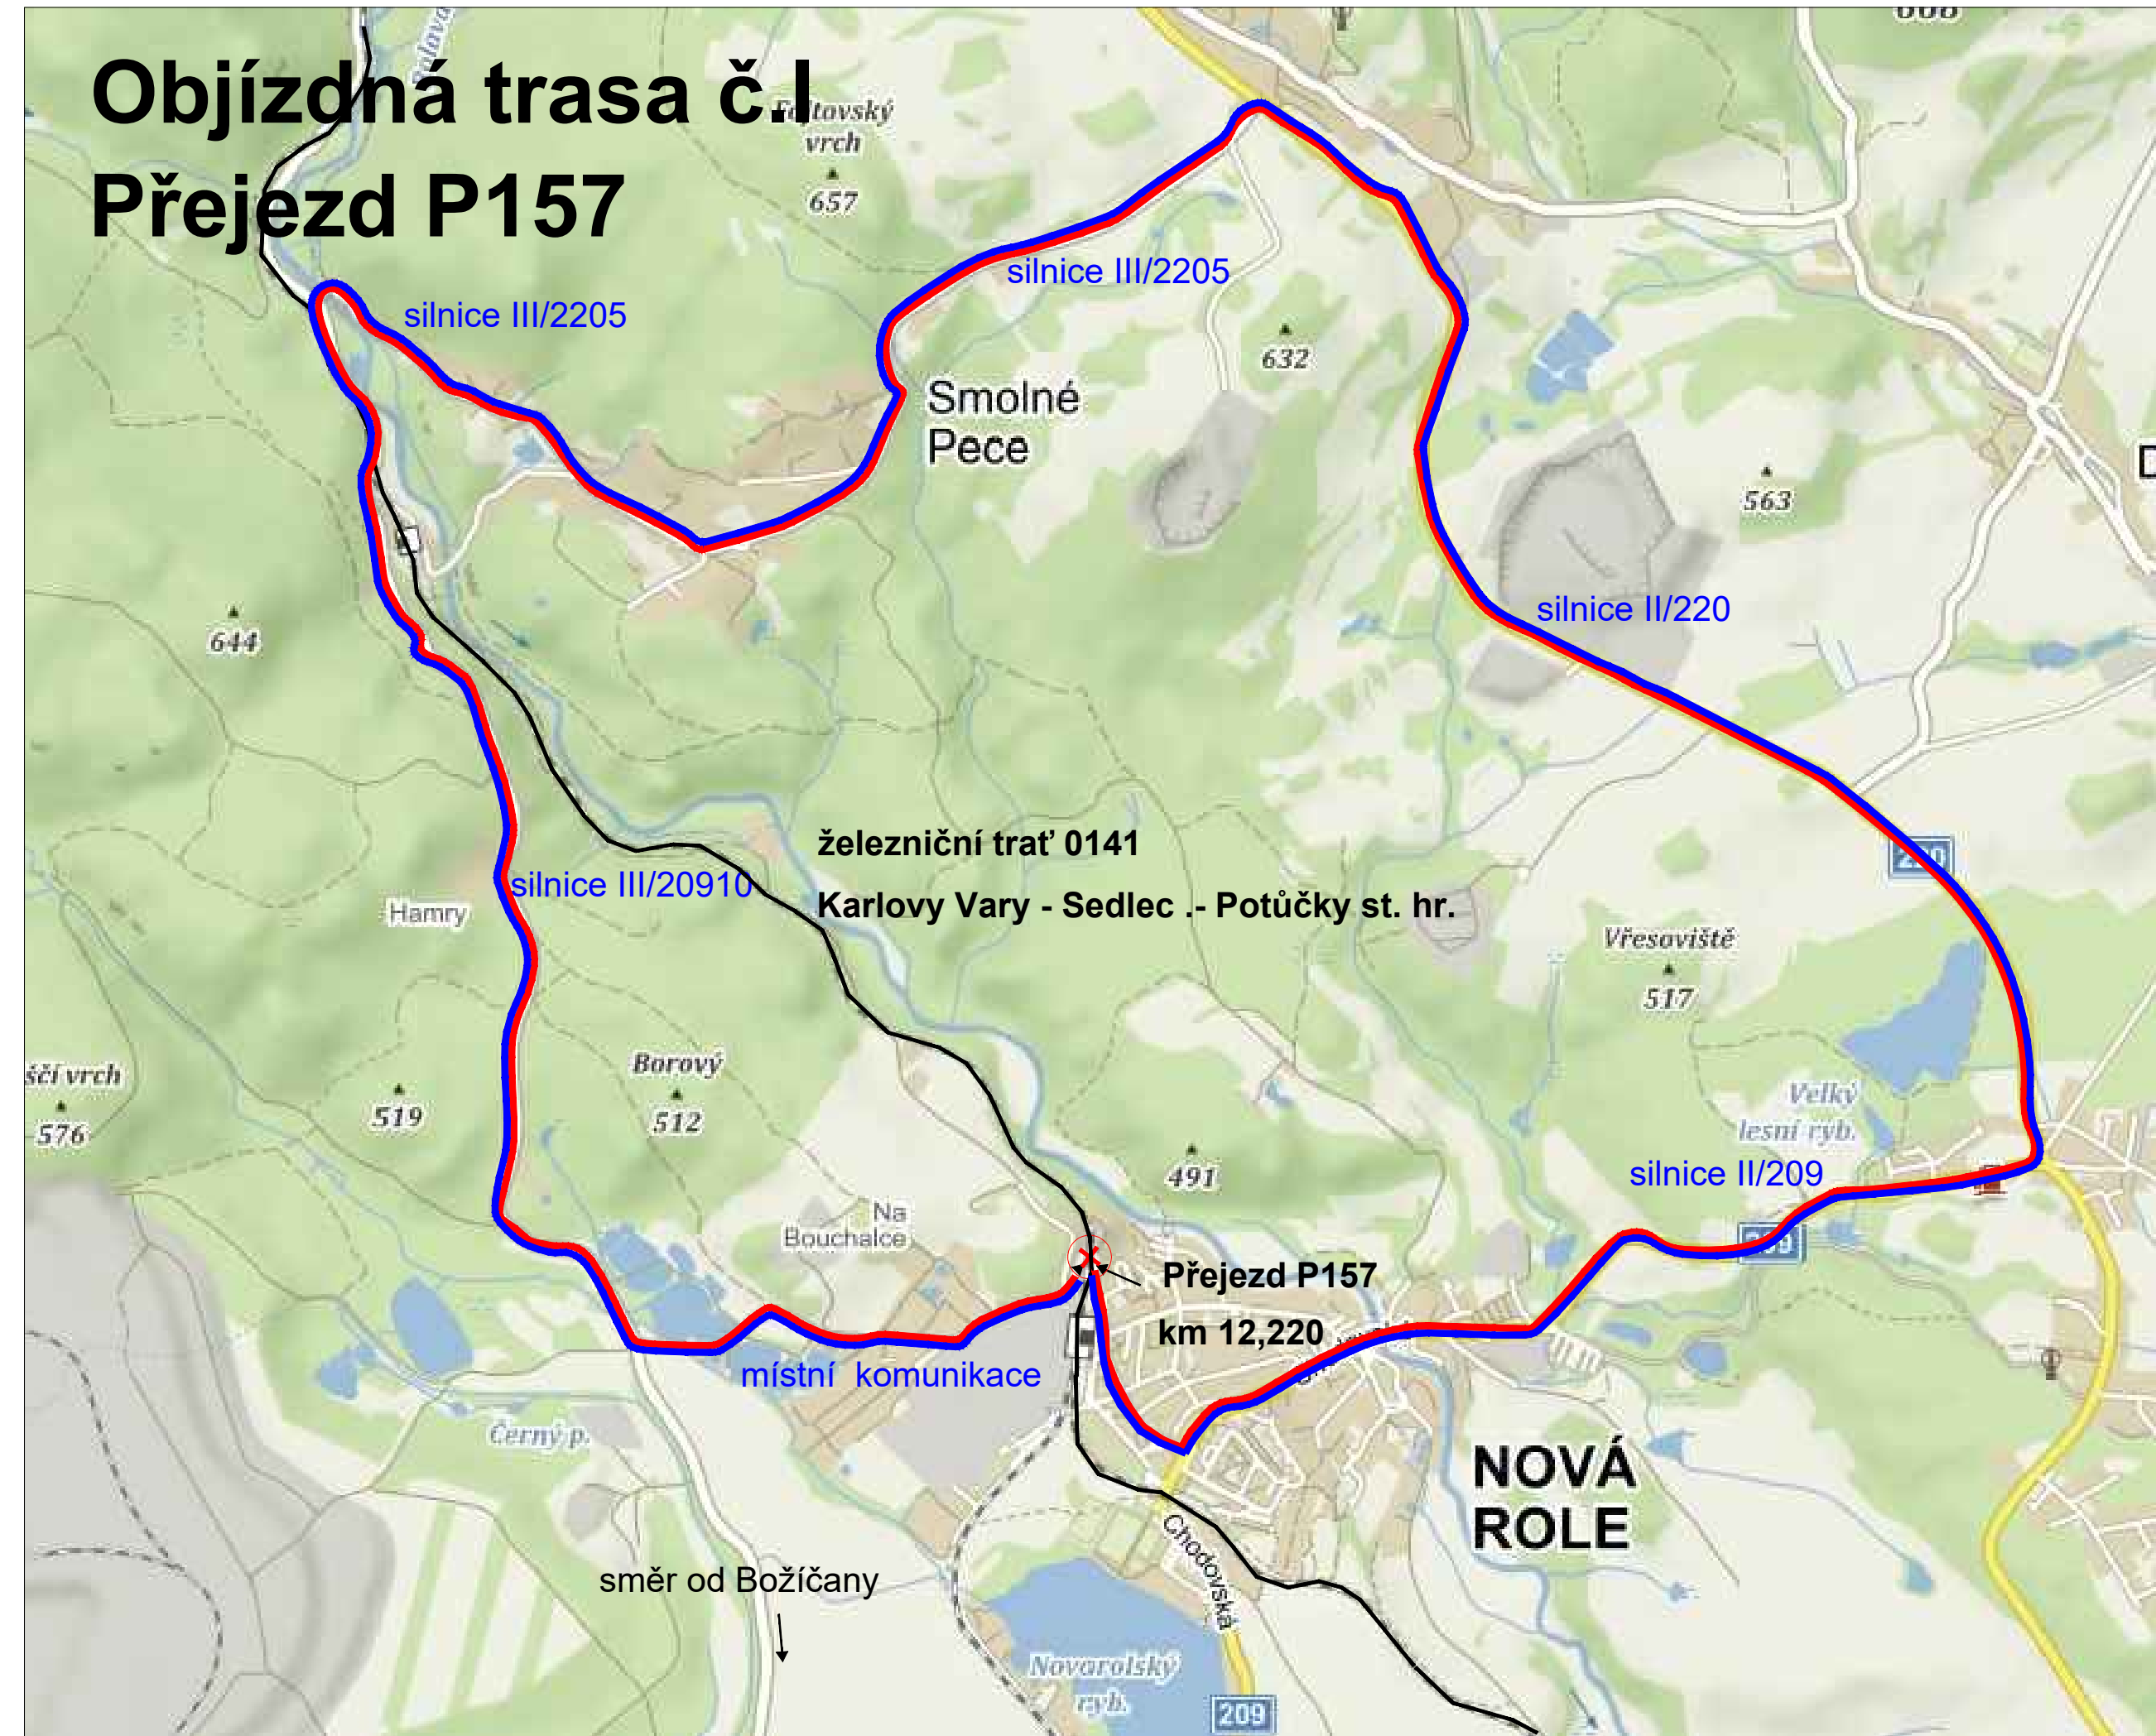 Objízdná trasa č.I
Přejezd P157
vrch
657
silnice III/2205
silnice III/2205
Smolné
Pece
632
563
silnice II/220
644
železniční trať 0141
Karlovy Vary - Sedlec .- Potůčky st. hr.
silnice III/20910
Hamry
Vřesoviště
517
ščí vrch
576
519
Borový
512
491
Velký
lesní ryb.
silnice II/209
Na
Bouchalce
Přejezd P157
km 12,220
místní komunikace
Černý p.
NOVÁ
ROLE
Chodovská
směr od Božíčany
Novarolský
ryb.
209